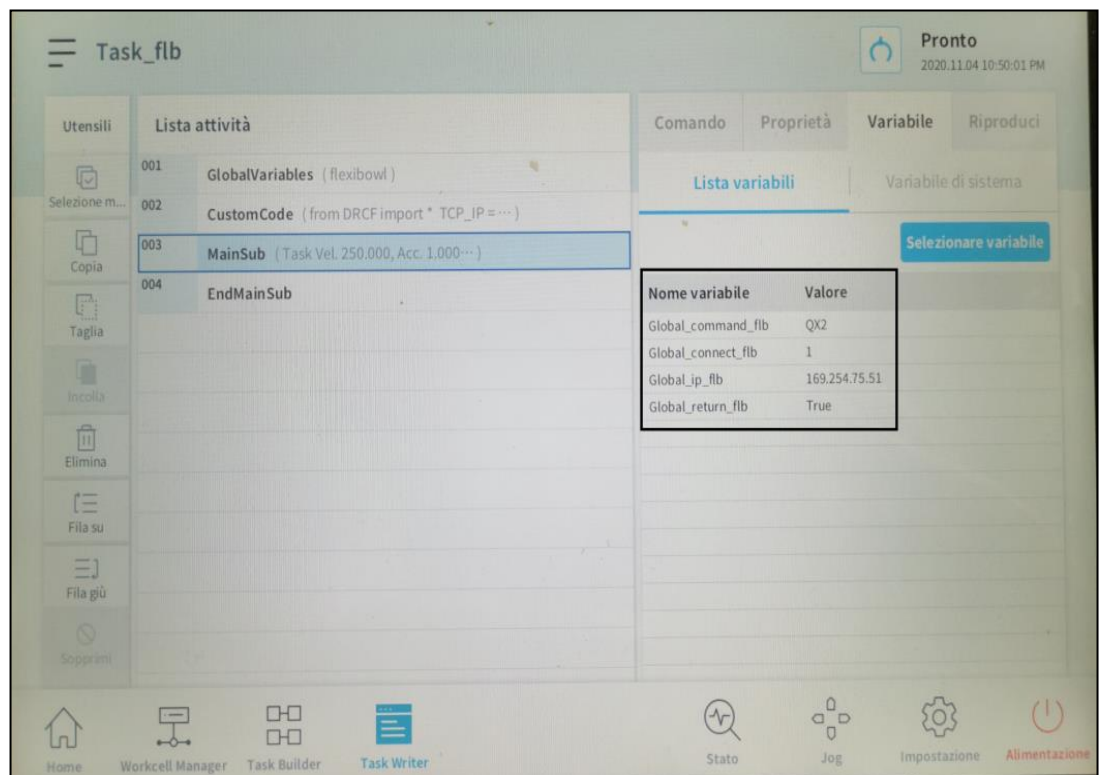 Task_flb
Pronto
2020.11.04 10:50:01 PM
Utensili
Selezione m...
Copia
Taglia
Incolla
Elimina
Fila su
Fila giù
Sopprimi
Lista attività
001 GlobalVariables ( flexibowl )
002 CustomCode ( from DRCF import * TCP_IP = ··· )
003 MainSub ( Task Vel. 250.000, Acc. 1,000··· )
004 EndMainSub
Comando Proprietà Variabile Riproduci
Lista variabili Variabile di sistema
Selezionare variabile
Nome variabile Valore
Global_command_flb QX2
Global_connect_flb 1
Global_ip_flb 169.254.75.51
Global_return_flb True
Home Workcell Manager Task Builder Task Writer Stato Jog Impostazione Alimentazione